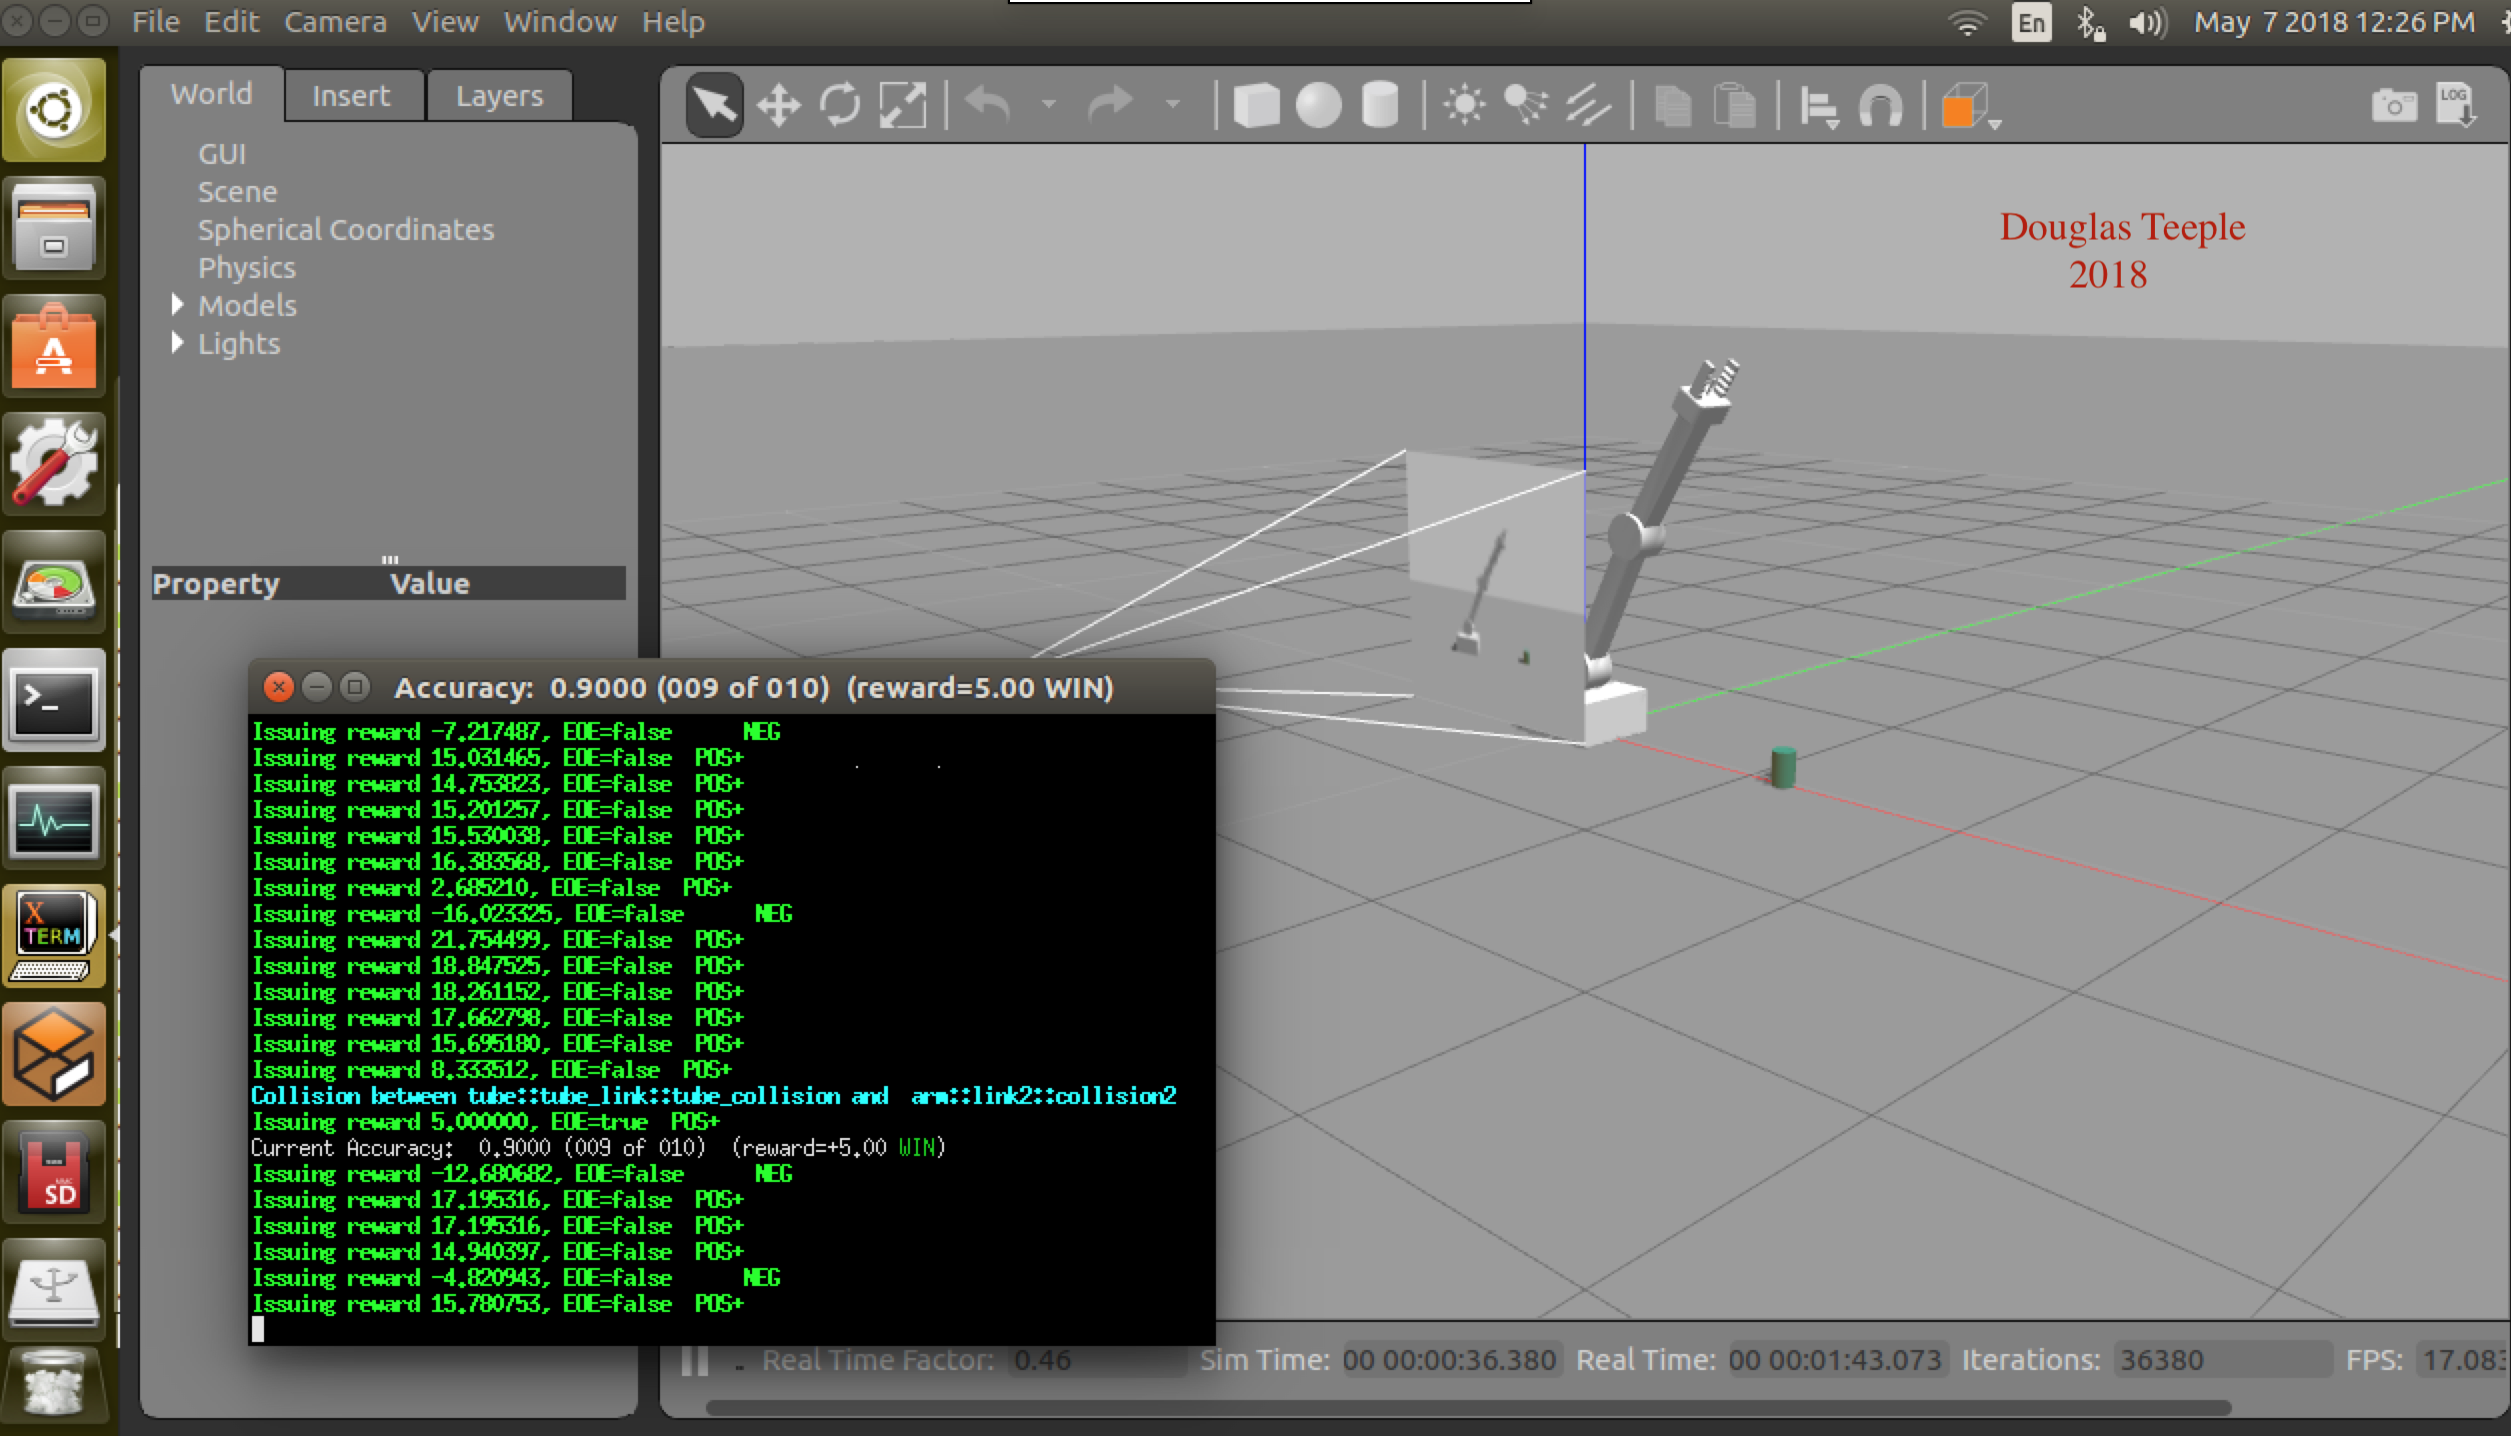 File Edit Camera View Window Help
En May 7 2018 12:26 PM
World Insert Layers
LOG
GUI
Scene
Spherical Coordinates
Physics
Models
Lights
Property Value
Douglas Teeple
2018
Accuracy: 0.9000 (009 of 010) (reward=5.00 WIN)
Issuing reward -7.217487, EOE=false NEG
Issuing reward 15.031465, EOE=false POS+
Issuing reward 14.753823, EOE=false POS+
Issuing reward 15.201257, EOE=false POS+
Issuing reward 15.530038, EOE=false POS+
Issuing reward 16.383568, EOE=false POS+
Issuing reward 2.685210, EOE=false POS+
Issuing reward -16.023325, EOE=false NEG
Issuing reward 21.754499, EOE=false POS+
Issuing reward 18.847525, EOE=false POS+
Issuing reward 18.261152, EOE=false POS+
Issuing reward 17.662798, EOE=false POS+
Issuing reward 15.695180, EOE=false POS+
Issuing reward 8.333512, EOE=false POS+
Collision between tube::tube_link::tube_collision and arm::link2::collision2
Issuing reward 5.000000, EOE=true POS+
Current Accuracy: 0.9000 (009 of 010) (reward=+5.00 WIN)
Issuing reward -12.680682, EOE=false NEG
Issuing reward 17.195316, EOE=false POS+
Issuing reward 17.195316, EOE=false POS+
Issuing reward 14.940397, EOE=false POS+
Issuing reward -4.820943, EOE=false NEG
Issuing reward 15.780753, EOE=false POS+
Real Time Factor: 0.46 Sim Time: 00 00:00:36.380 Real Time: 00 00:01:43.073 Iterations: 36380 FPS: 17.08
A
>_
X
TERM
SD